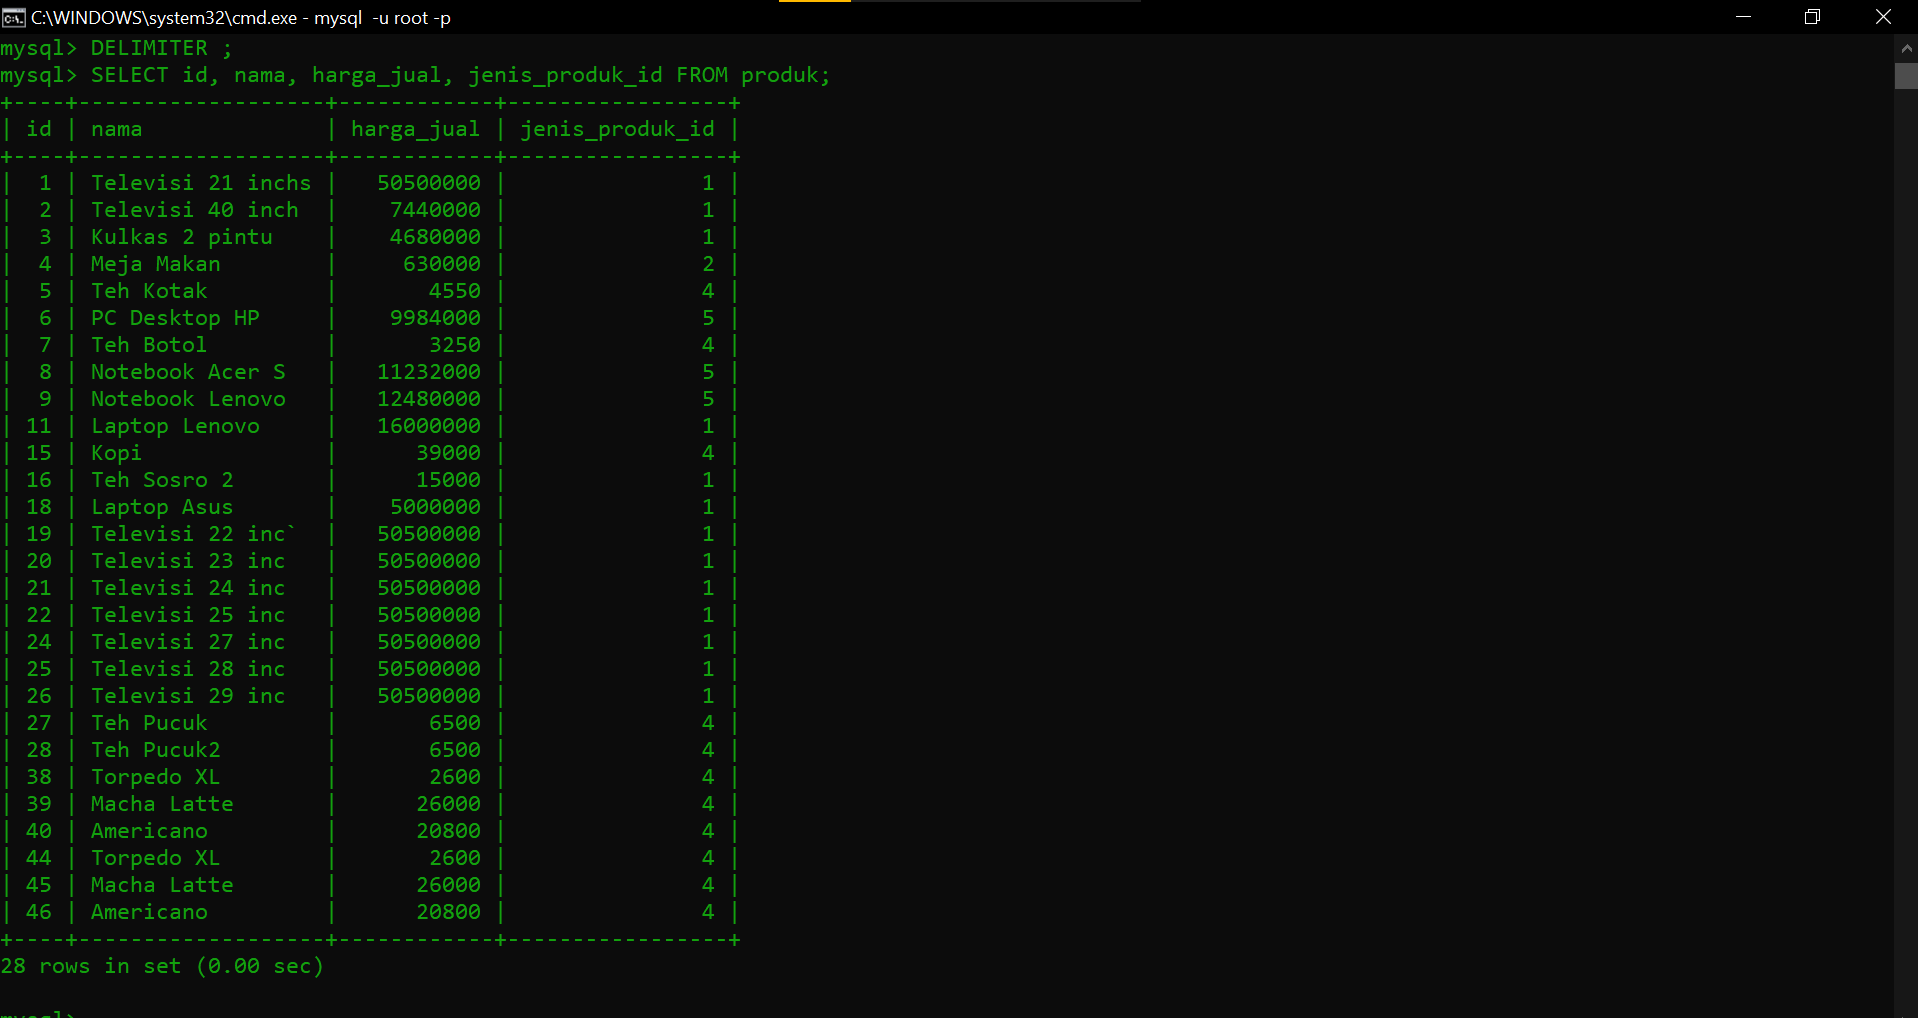 C:\WINDOWS\system32\cmd.exe - mysql  -u root -p
mysql> DELIMITER ;
mysql> SELECT id, nama, harga_jual, jenis_produk_id FROM produk;
+----+-------------------+------------+-----------------+
| id | nama              | harga_jual | jenis_produk_id |
+----+-------------------+------------+-----------------+
|  1 | Televisi 21 inchs |   50500000 |               1 |
|  2 | Televisi 40 inch  |    7440000 |               1 |
|  3 | Kulkas 2 pintu    |    4680000 |               1 |
|  4 | Meja Makan        |     630000 |               2 |
|  5 | Teh Kotak         |       4550 |               4 |
|  6 | PC Desktop HP     |    9984000 |               5 |
|  7 | Teh Botol         |       3250 |               4 |
|  8 | Notebook Acer S   |   11232000 |               5 |
|  9 | Notebook Lenovo   |   12480000 |               5 |
| 11 | Laptop Lenovo     |   16000000 |               1 |
| 15 | Kopi              |      39000 |               4 |
| 16 | Teh Sosro 2       |      15000 |               1 |
| 18 | Laptop Asus       |    5000000 |               1 |
| 19 | Televisi 22 inc`  |   50500000 |               1 |
| 20 | Televisi 23 inc   |   50500000 |               1 |
| 21 | Televisi 24 inc   |   50500000 |               1 |
| 22 | Televisi 25 inc   |   50500000 |               1 |
| 24 | Televisi 27 inc   |   50500000 |               1 |
| 25 | Televisi 28 inc   |   50500000 |               1 |
| 26 | Televisi 29 inc   |   50500000 |               1 |
| 27 | Teh Pucuk         |       6500 |               4 |
| 28 | Teh Pucuk2        |       6500 |               4 |
| 38 | Torpedo XL        |       2600 |               4 |
| 39 | Macha Latte       |      26000 |               4 |
| 40 | Americano         |      20800 |               4 |
| 44 | Torpedo XL        |       2600 |               4 |
| 45 | Macha Latte       |      26000 |               4 |
| 46 | Americano         |      20800 |               4 |
+----+-------------------+------------+-----------------+
28 rows in set (0.00 sec)
mysql>